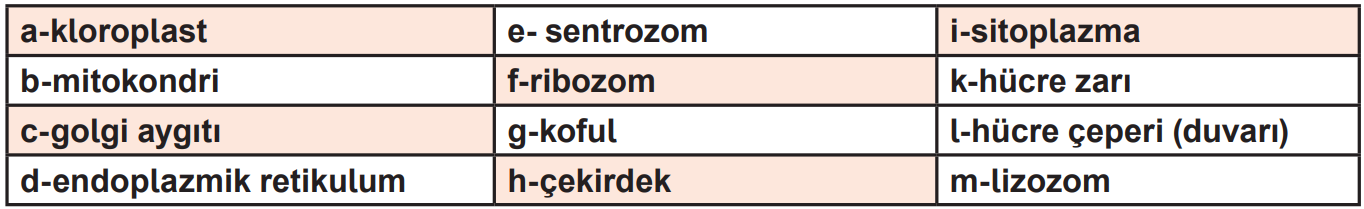 a-kloroplast e- sentrozom i-sitoplazma
b-mitokondri f-ribozom k-hücre zarı
c-golgi aygıtı g-koful l-hücre çeperi (duvarı)
d-endoplazmik retikulum h-çekirdek m-lizozom